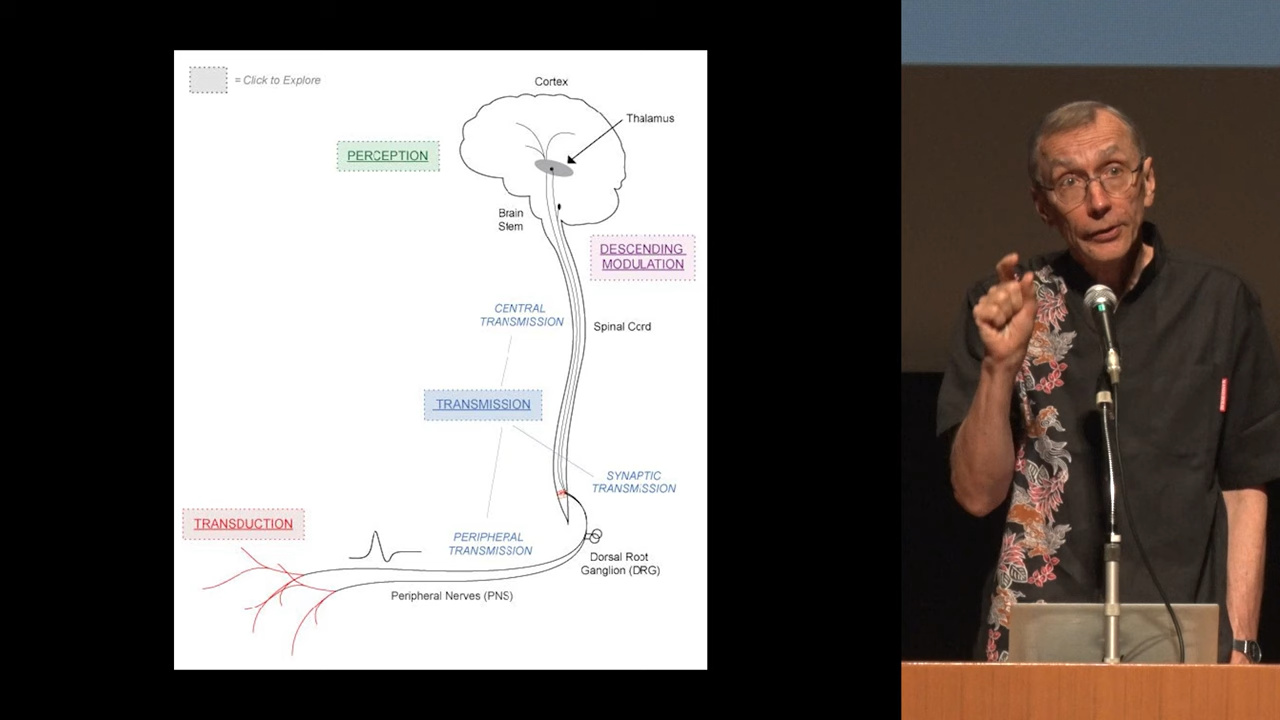 = Click to Explore
Cortex
Thalamus
PERCEPTION
Brain
Stem
DESCENDING
MODULATION
CENTRAL
TRANSMISSION
Spinal Cord
TRANSMISSION
SYNAPTIC
TRANSMISSION
TRANSDUCTION
PERIPHERAL
TRANSMISSION
Dorsal Root
Ganglion (DRG)
Peripheral Nerves (PNS)